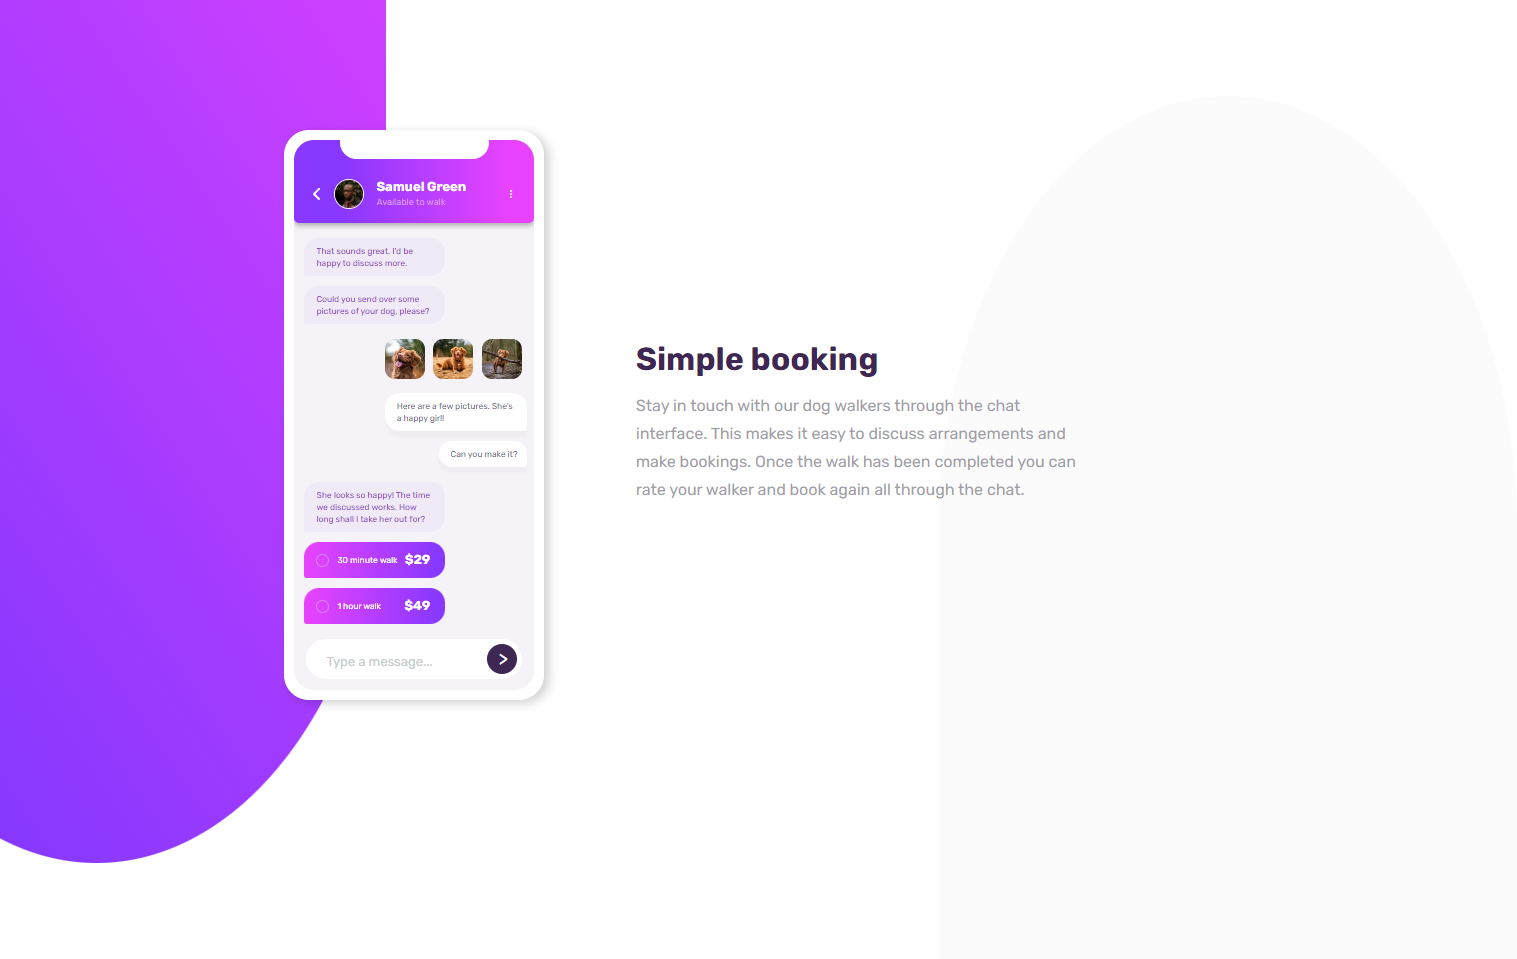 Samuel Green
Available to walk
That sounds great. I'd be
happy to discuss more.
Could you send over some
pictures of your dog, please?
Here are a few pictures. She's
a happy girl!
Can you make it?
She looks so happy! The time
we discussed works. How
long shall I take her out for?
30 minute walk $29
1 hour walk $49
Type a message...
Simple booking
Stay in touch with our dog walkers through the chat
interface. This makes it easy to discuss arrangements and
make bookings. Once the walk has been completed you can
rate your walker and book again all through the chat.